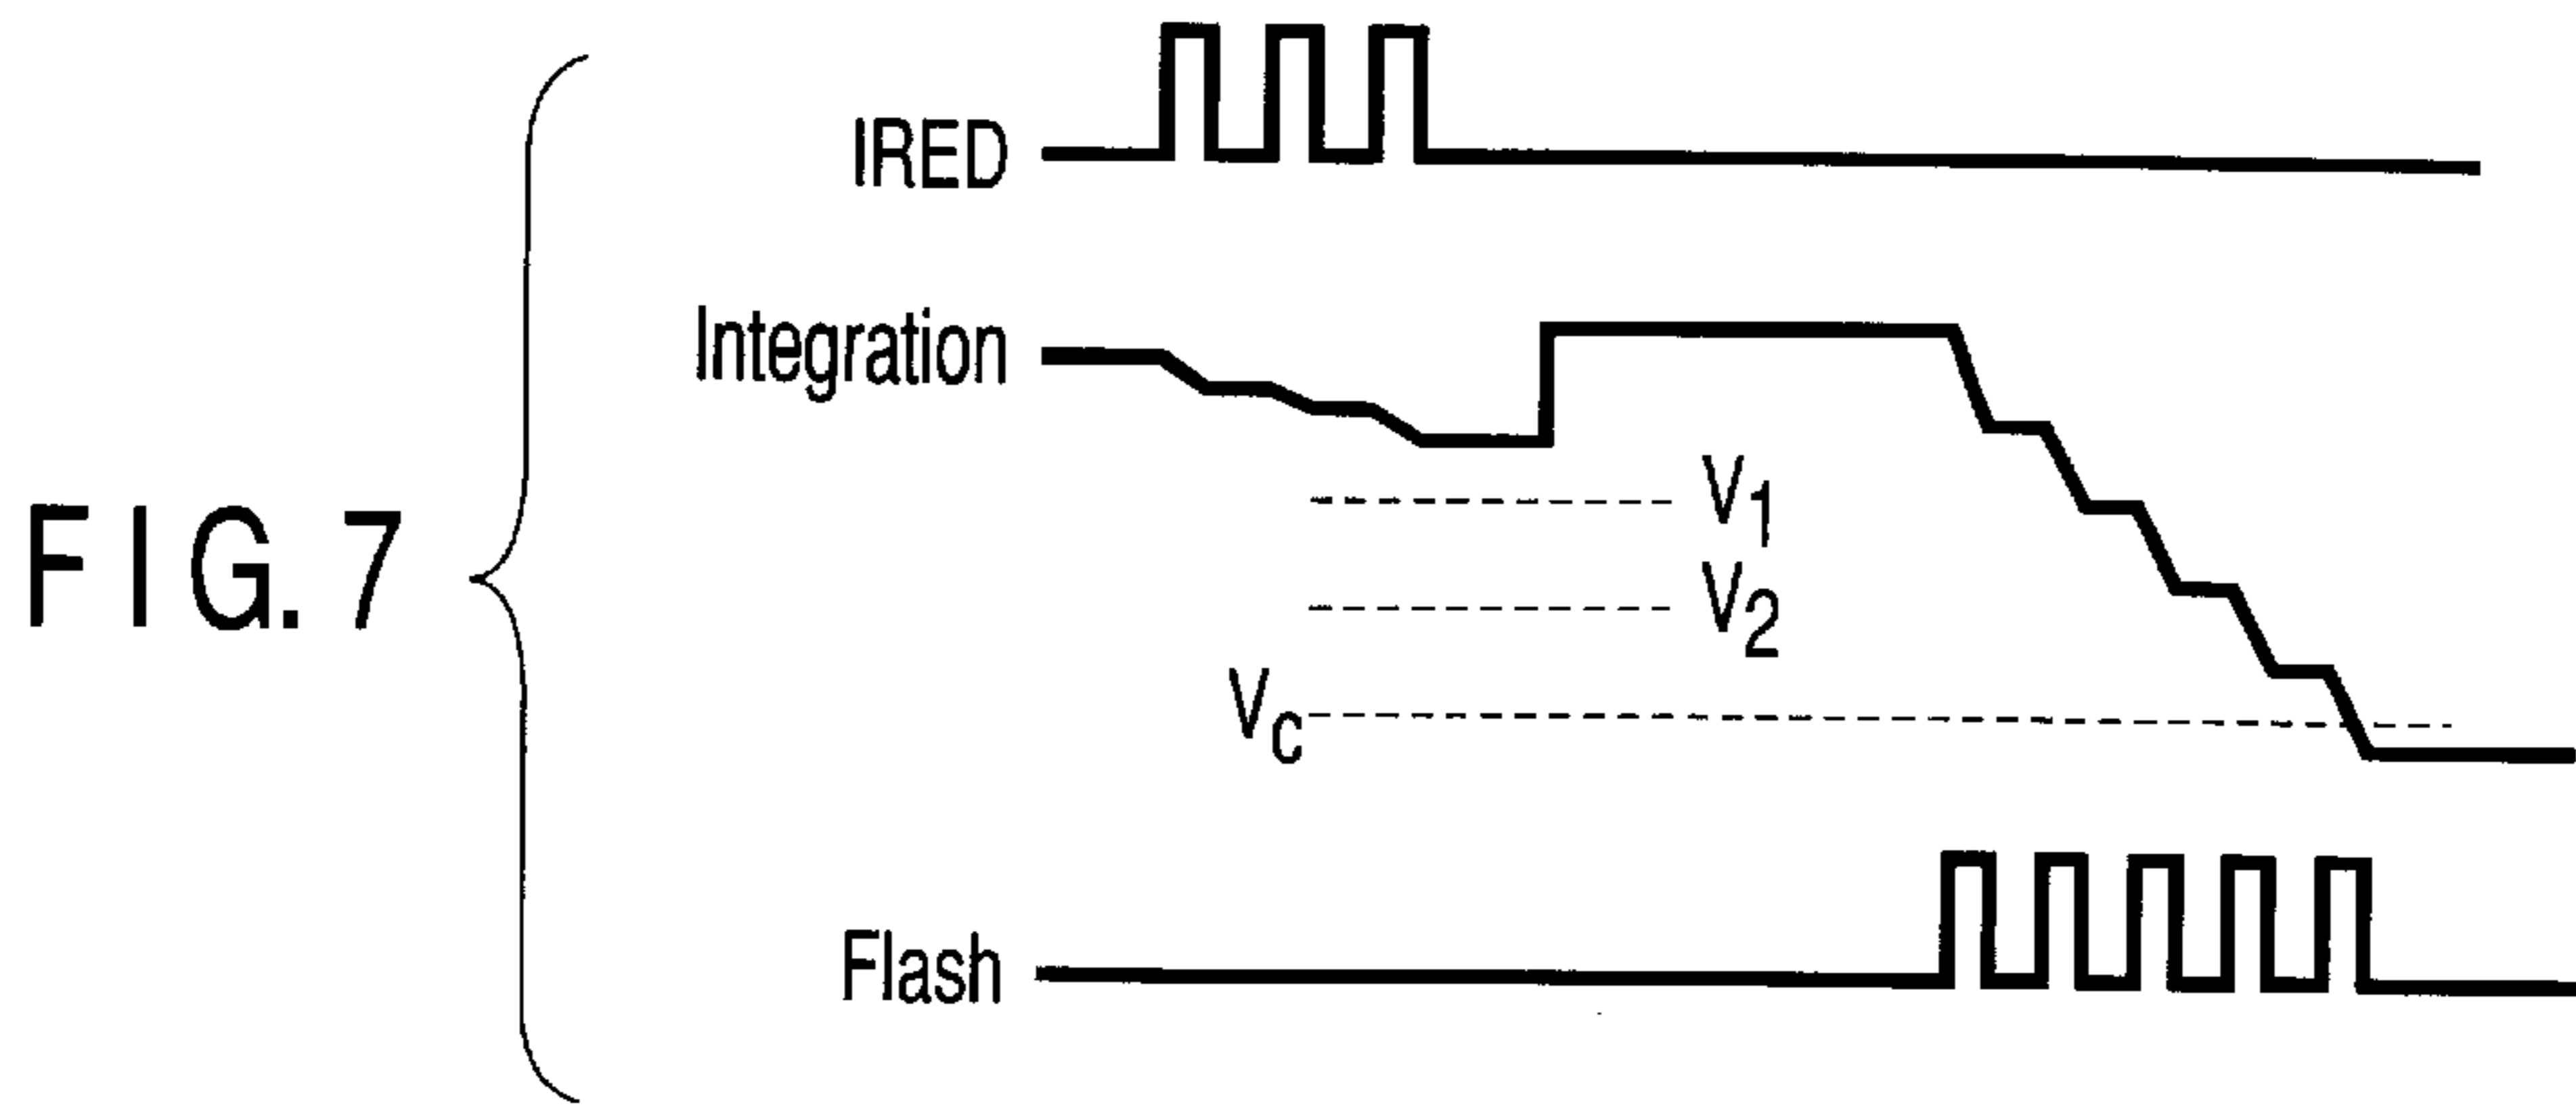 IRED
Integration
V1
FIG. 7
V2
Vc
Flash